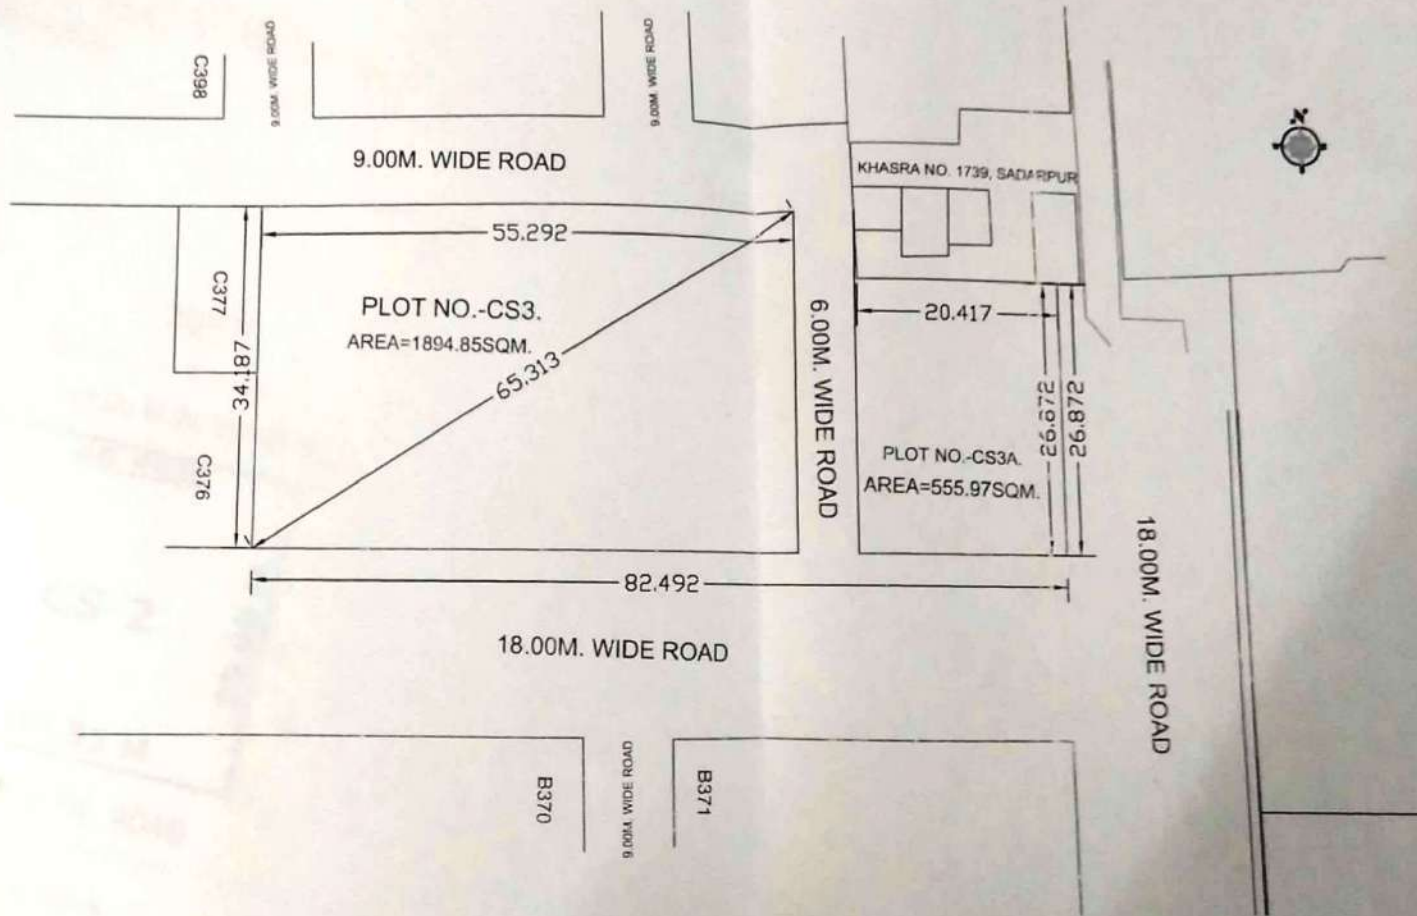 C398
9.00M. WIDE ROAD
9.00M. WIDE ROAD
9.00M. WIDE ROAD
KHASRA NO. 1739, SADARPUR
N
55.292
C377
PLOT NO.-CS3.
AREA=1894.85SQM.
34.187
65.313
6.00M. WIDE ROAD
20.417
26.872
26.872
C376
PLOT NO.-CS3A.
AREA=555.97SQM.
82.492
18.00M. WIDE ROAD
18.00M. WIDE ROAD
B370
9.00M. WIDE ROAD
B371